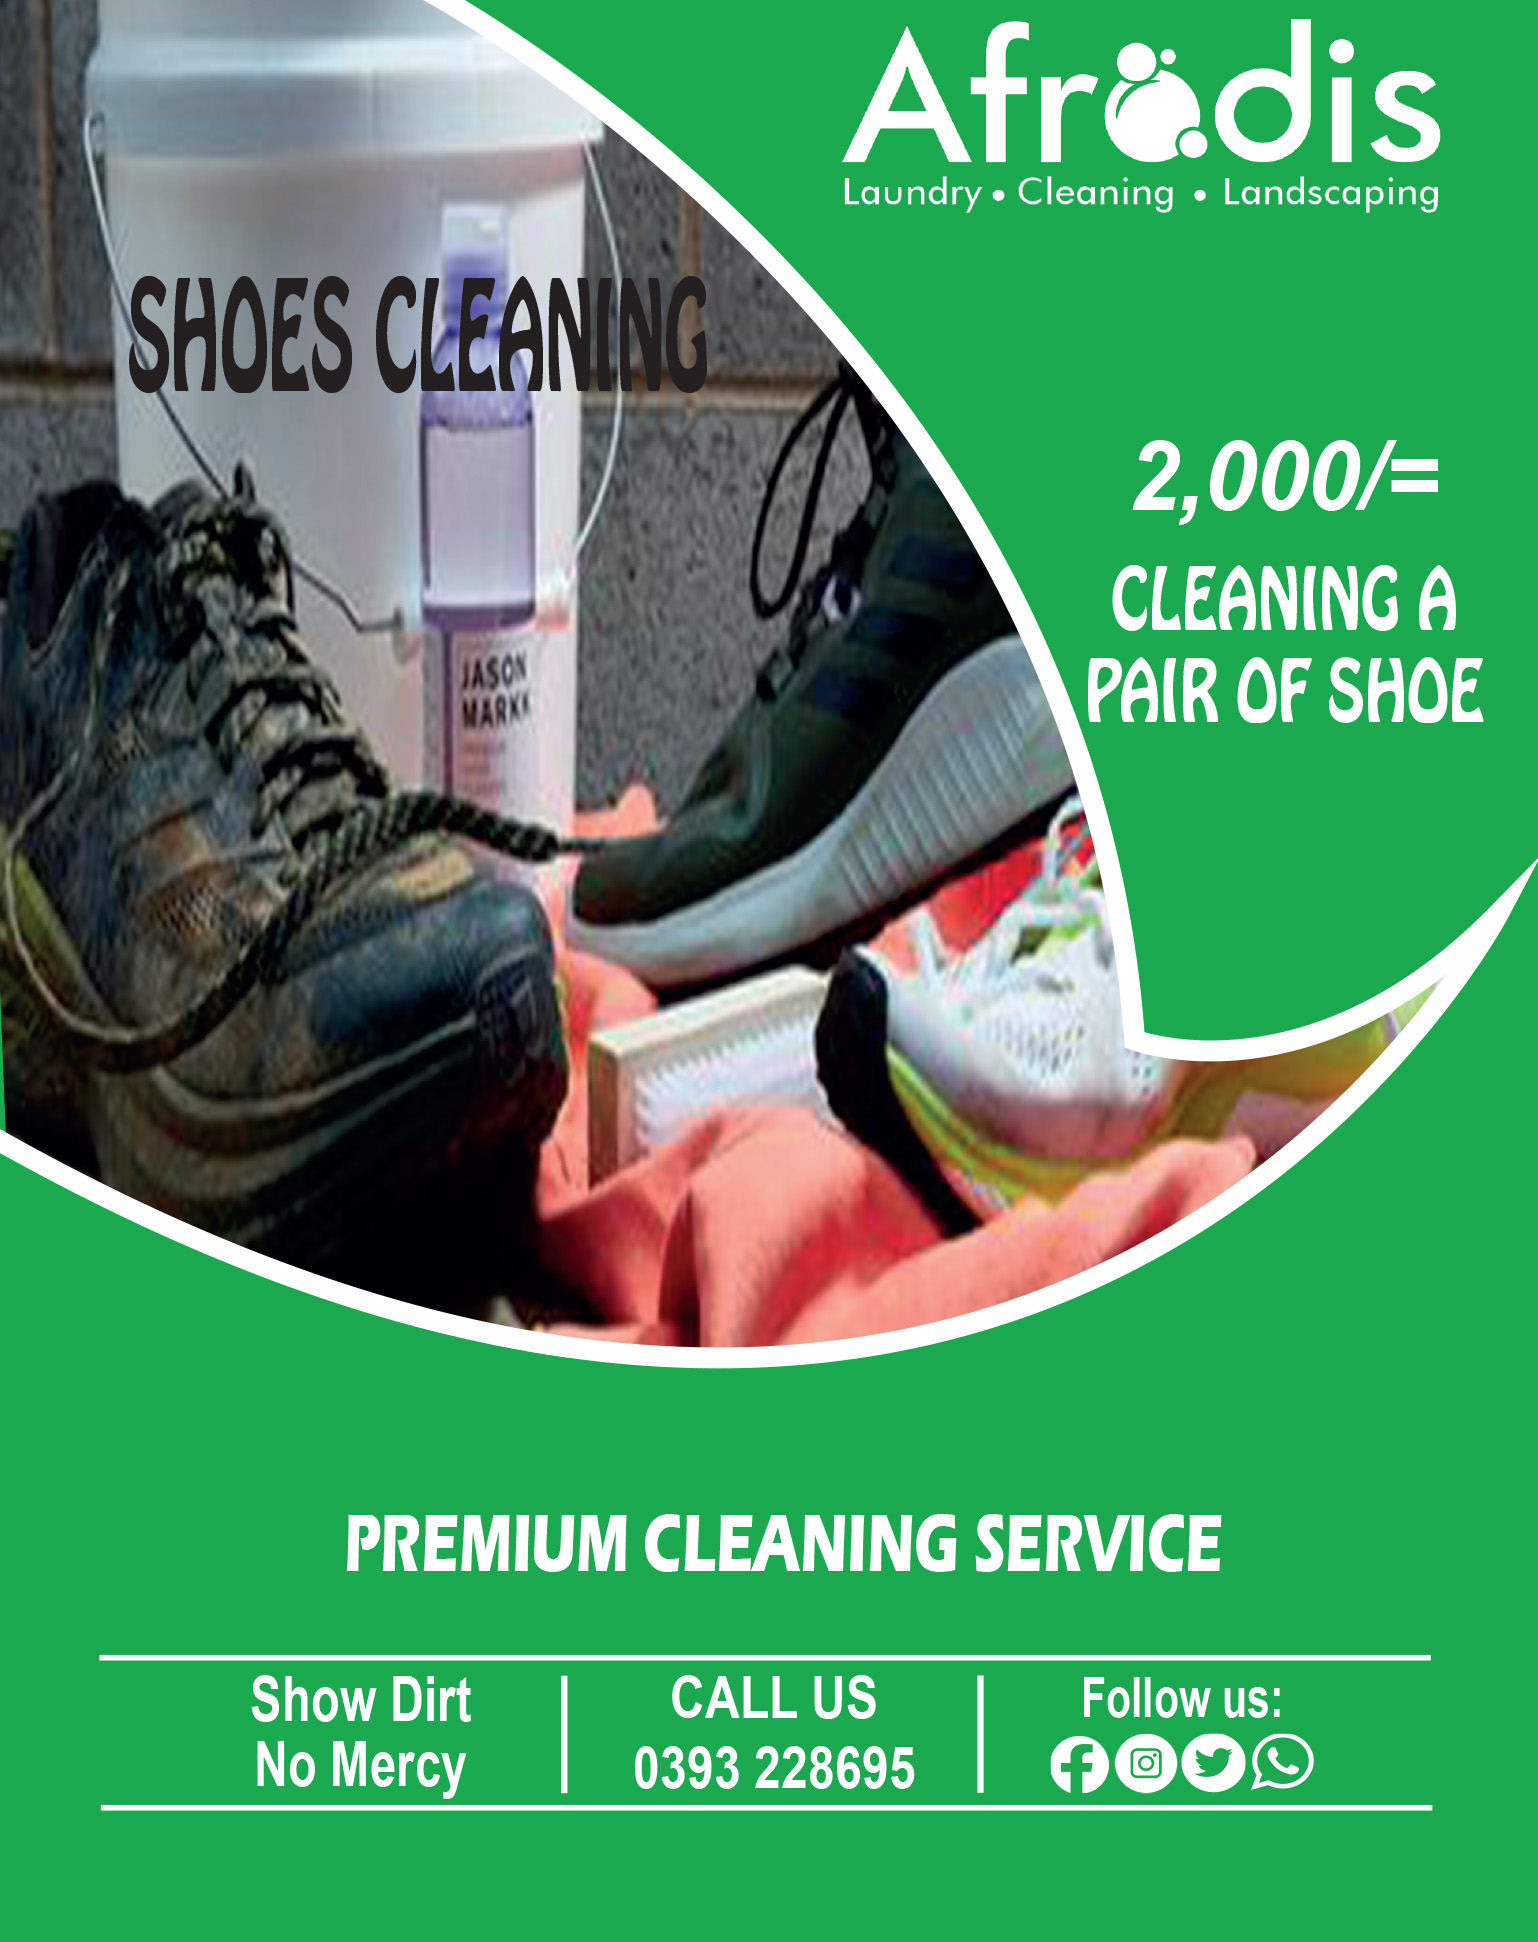 Afrodis
Laundry • Cleaning • Landscaping
SHOES CLEANING
2,000/=
CLEANING A
PAIR OF SHOE
JASON
MARKK
PREMIUM CLEANING SERVICE
Show Dirt
No Mercy
CALL US
0393 228695
Follow us: